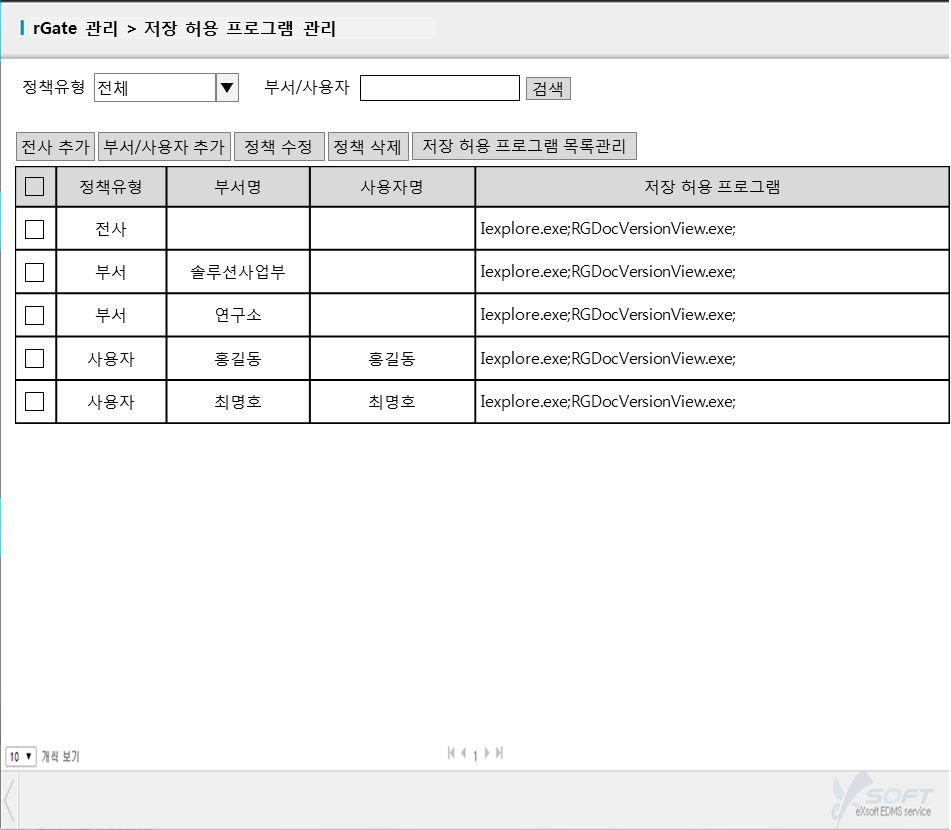 rGate 관리 > 저장 허용 프로그램 관리
정책유형 전체 ▼ 부서/사용자 검색
전사 추가 부서/사용자 추가 정책 수정 정책 삭제 저장 허용 프로그램 목록관리
정책유형 부서명 사용자명 저장 허용 프로그램
전사 Iexplore.exe;RGDocVersionView.exe;
부서 솔루션사업부 Iexplore.exe;RGDocVersionView.exe;
부서 연구소 Iexplore.exe;RGDocVersionView.exe;
사용자 홍길동 홍길동 Iexplore.exe;RGDocVersionView.exe;
사용자 최명호 최명호 Iexplore.exe;RGDocVersionView.exe;
10 ▼ 개씩 보기 1
eXSOFT
eXsoft EDMS service